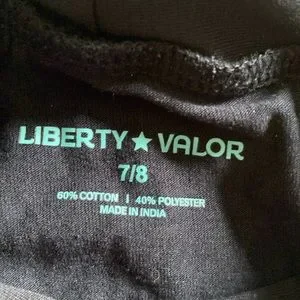 LIBERTY★VALOR
7/8
60% COTTON | 40% POLYESTER
MADE IN INDIA